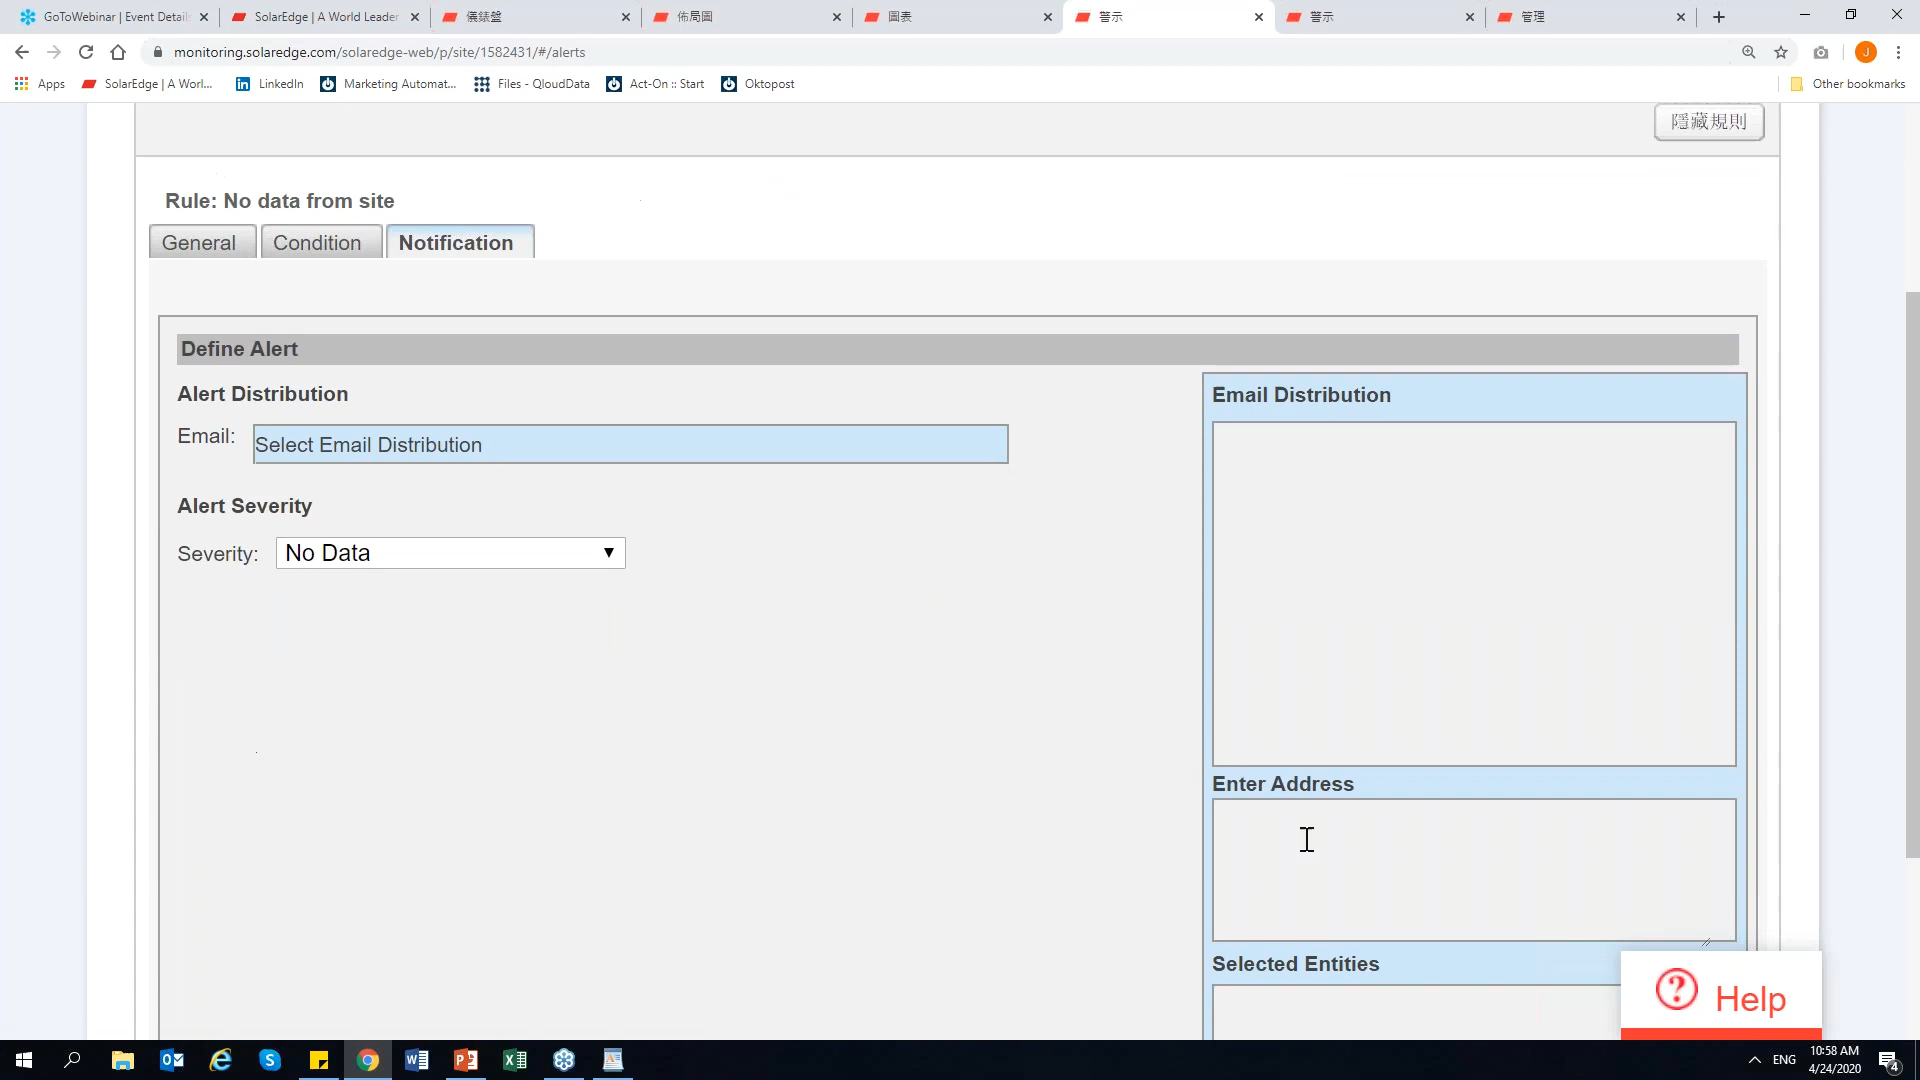 GoToWebinar | Event Details
SolarEdge | A World Leader
儀錶盤
佈局圖
圖表
警示
警示
管理
monitoring.solaredge.com/solaredge-web/p/site/1582431/#/alerts
J
Apps
SolarEdge | A Worl...
LinkedIn
Marketing Automat...
Files - QloudData
Act-On :: Start
Oktopost
Other bookmarks
隱藏規則
Rule: No data from site
General
Condition
Notification
Define Alert
Alert Distribution
Email Distribution
Email:
Select Email Distribution
Alert Severity
Severity:
No Data
Enter Address
Selected Entities
Help
ENG
10:58 AM
4/24/2020
4